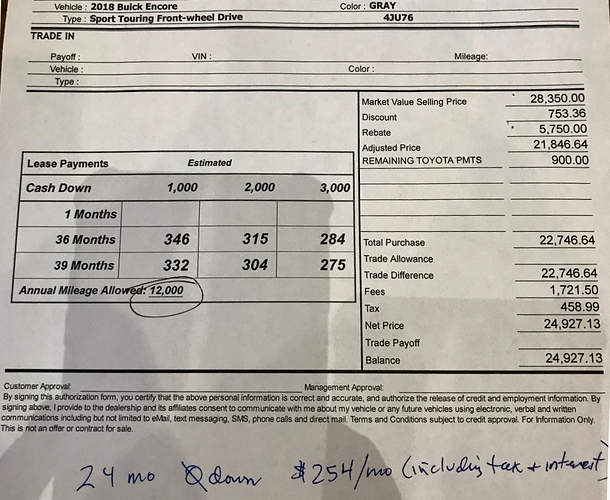 Vehicle : 2018 Buick Encore Color : GRAY
Type : Sport Touring Front-wheel Drive 4JU76
TRADE IN
Payoff : VIN : Mileage:
Vehicle : Color :
Type :
Market Value Selling Price 28,350.00
Discount 753.36
Rebate 5,750.00
Adjusted Price 21,846.64
REMAINING TOYOTA PMTS 900.00
Lease Payments Estimated
Cash Down 1,000 2,000 3,000
1 Months
36 Months 346 315 284
39 Months 332 304 275
Annual Mileage Allowed: 12,000
Total Purchase 22,746.64
Trade Allowance
Trade Difference 22,746.64
Fees 1,721.50
Tax 458.99
Net Price 24,927.13
Trade Payoff
Balance 24,927.13
Customer Approval: Management Approval:
By signing this authorization form, you certify that the above personal information is correct and accurate, and authorize the release of credit and employment information. By
signing above, I provide to the dealership and its affiliates consent to communicate with me about my vehicle or any future vehicles using electronic, verbal and written
communications including but not limited to eMail, text messaging, SMS, phone calls and direct mail. Terms and Conditions subject to credit approval. For Information Only.
This is not an offer or contract for sale.
24 mo 0 down $254/mo (including tax + interest)